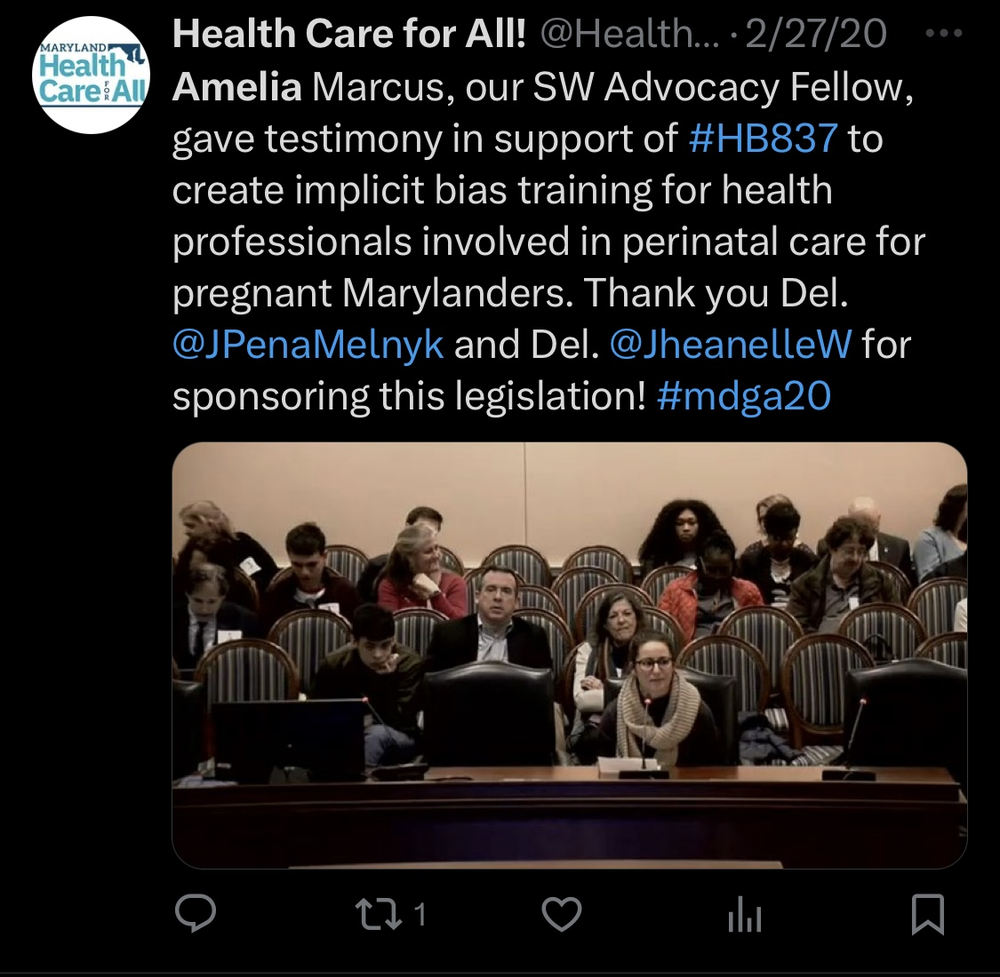 MARYLAND
Health
Care FOR All
Health Care for All! @Health... · 2/27/20
Amelia Marcus, our SW Advocacy Fellow,
gave testimony in support of #HB837 to
create implicit bias training for health
professionals involved in perinatal care for
pregnant Marylanders. Thank you Del.
@JPenaMelnyk and Del. @JheanelleW for
sponsoring this legislation! #mdga20
1